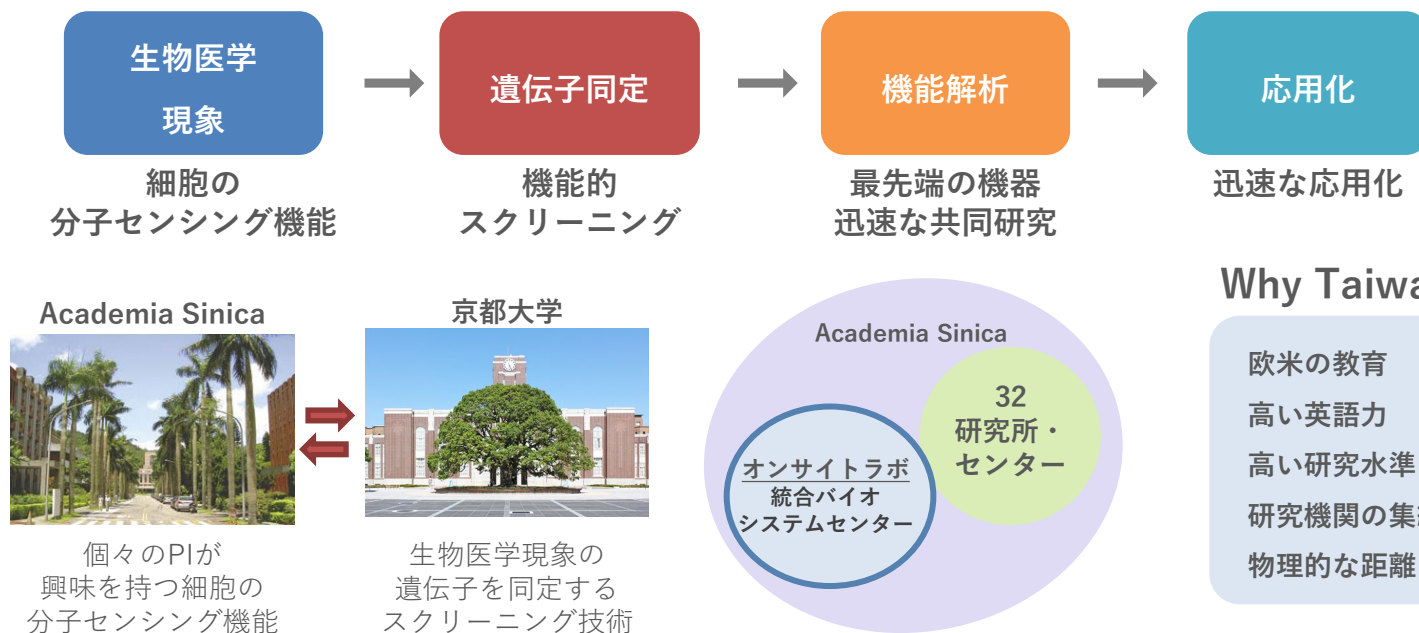 生物医学
現象
遺伝子同定
機能解析
応用化
細胞の
分子センシング機能
機能的
スクリーニング
最先端の機器
迅速な共同研究
迅速な応用化
Academia Sinica
京都大学
個々のPIが
興味を持つ細胞の
分子センシング機能
生物医学現象の
遺伝子を同定する
スクリーニング技術
Academia Sinica
32
研究所・
センター
オンサイトラボ
統合バイオ
システムセンター
Why
欧米の教育
高い英語力
高い研究水準
研究機関の
物理的な距離